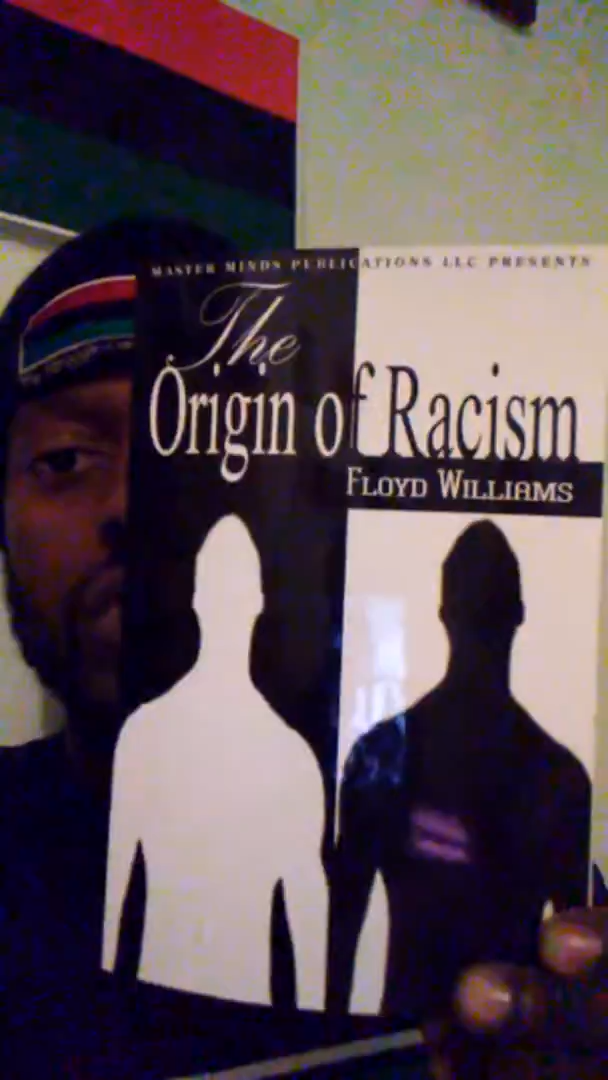 MASTER MINDS PUBLICATIONS LLC PRESENTS
The
Origin of Racism
FLOYD WILLIAMS